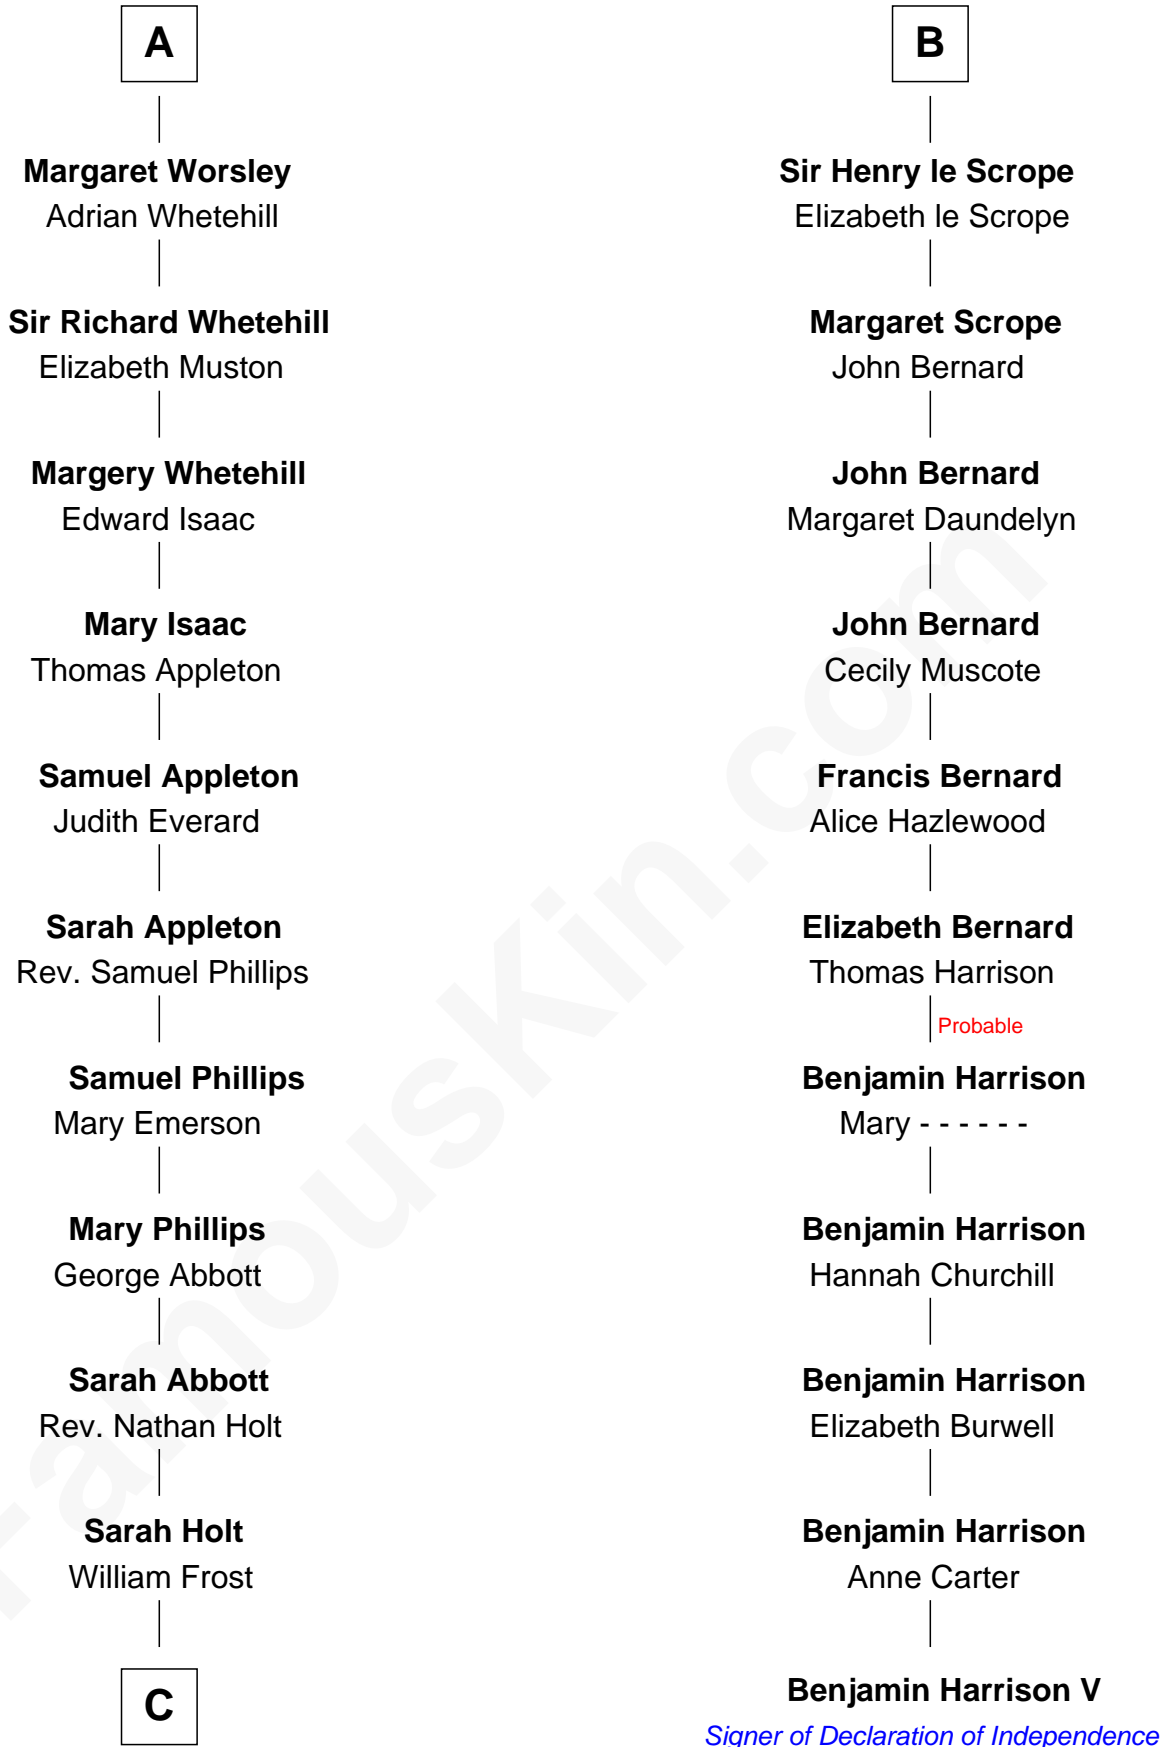 A
Margaret Worsley
Adrian Whetehill
Sir Richard Whetehill
Elizabeth Muston
Margery Whetehill
Edward Isaac
Mary Isaac
Thomas Appleton
Samuel Appleton
Judith Everard
Sarah Appleton
Rev. Samuel Phillips
Samuel Phillips
Mary Emerson
Mary Phillips
George Abbott
Sarah Abbott
Rev. Nathan Holt
Sarah Holt
William Frost
C
B
Sir Henry le Scrope
Elizabeth le Scrope
Margaret Scrope
John Bernard
John Bernard
Margaret Daundelyn
John Bernard
Cecily Muscote
Francis Bernard
Alice Hazlewood
Elizabeth Bernard
Thomas Harrison
Probable
Benjamin Harrison
Mary - - - - - -
Benjamin Harrison
Hannah Churchill
Benjamin Harrison
Elizabeth Burwell
Benjamin Harrison
Anne Carter
Benjamin Harrison V
Signer of Declaration of Independence
FamousKin.com